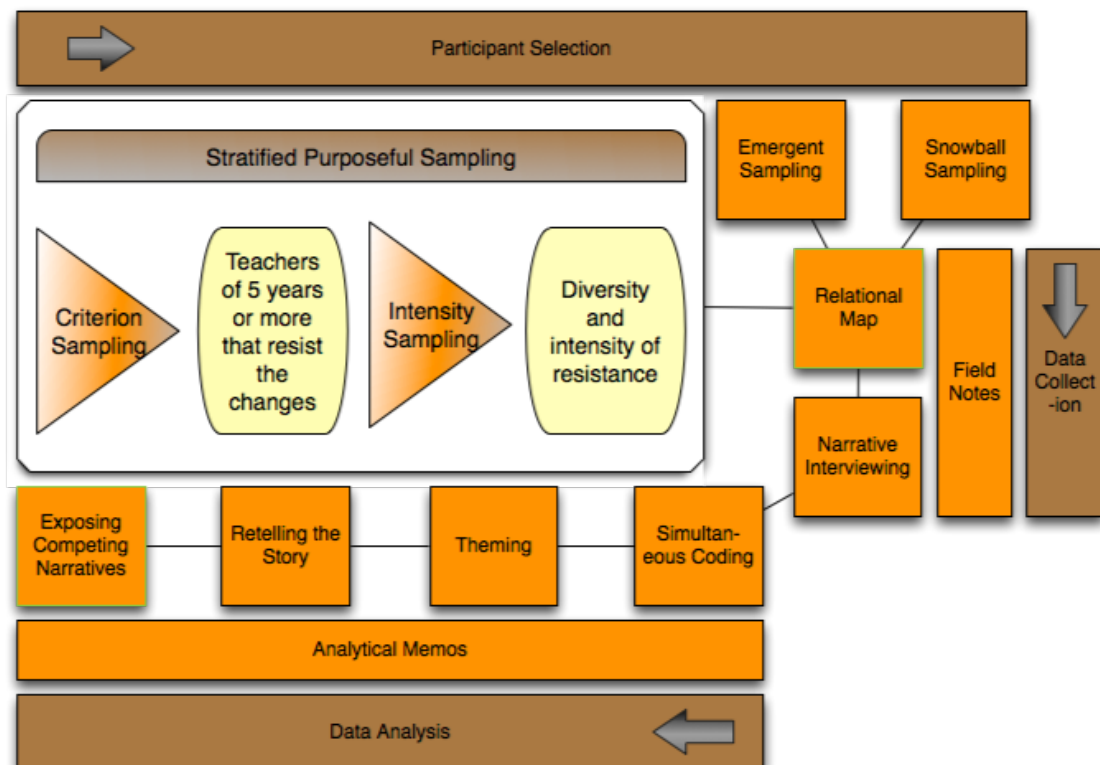 Participant Selection
Stratified Purposeful Sampling
Criterion
Sampling
Teachers
of 5 years
or more
that resist
the
changes
Intensity
Sampling
Diversity
and
intensity of
resistance
Emergent
Sampling
Snowball
Sampling
Relational
Map
Field
Notes
Data
Collect
-ion
Narrative
Interviewing
Simultan-
eous Coding
Theming
Retelling the
Story
Exposing
Competing
Narratives
Analytical Memos
Data Analysis